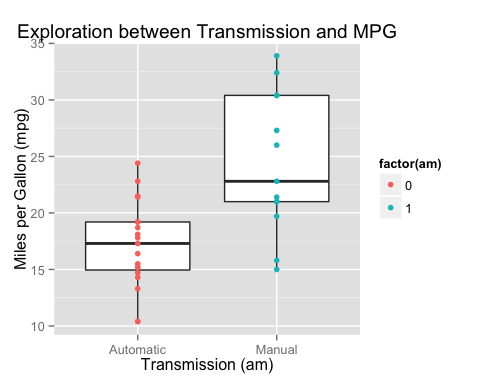 Exploration between Transmission and MPG
35
30
25
20
15
10
Miles per Gallon (mpg)
Automatic
Manual
Transmission (am)
factor(am)
0
1